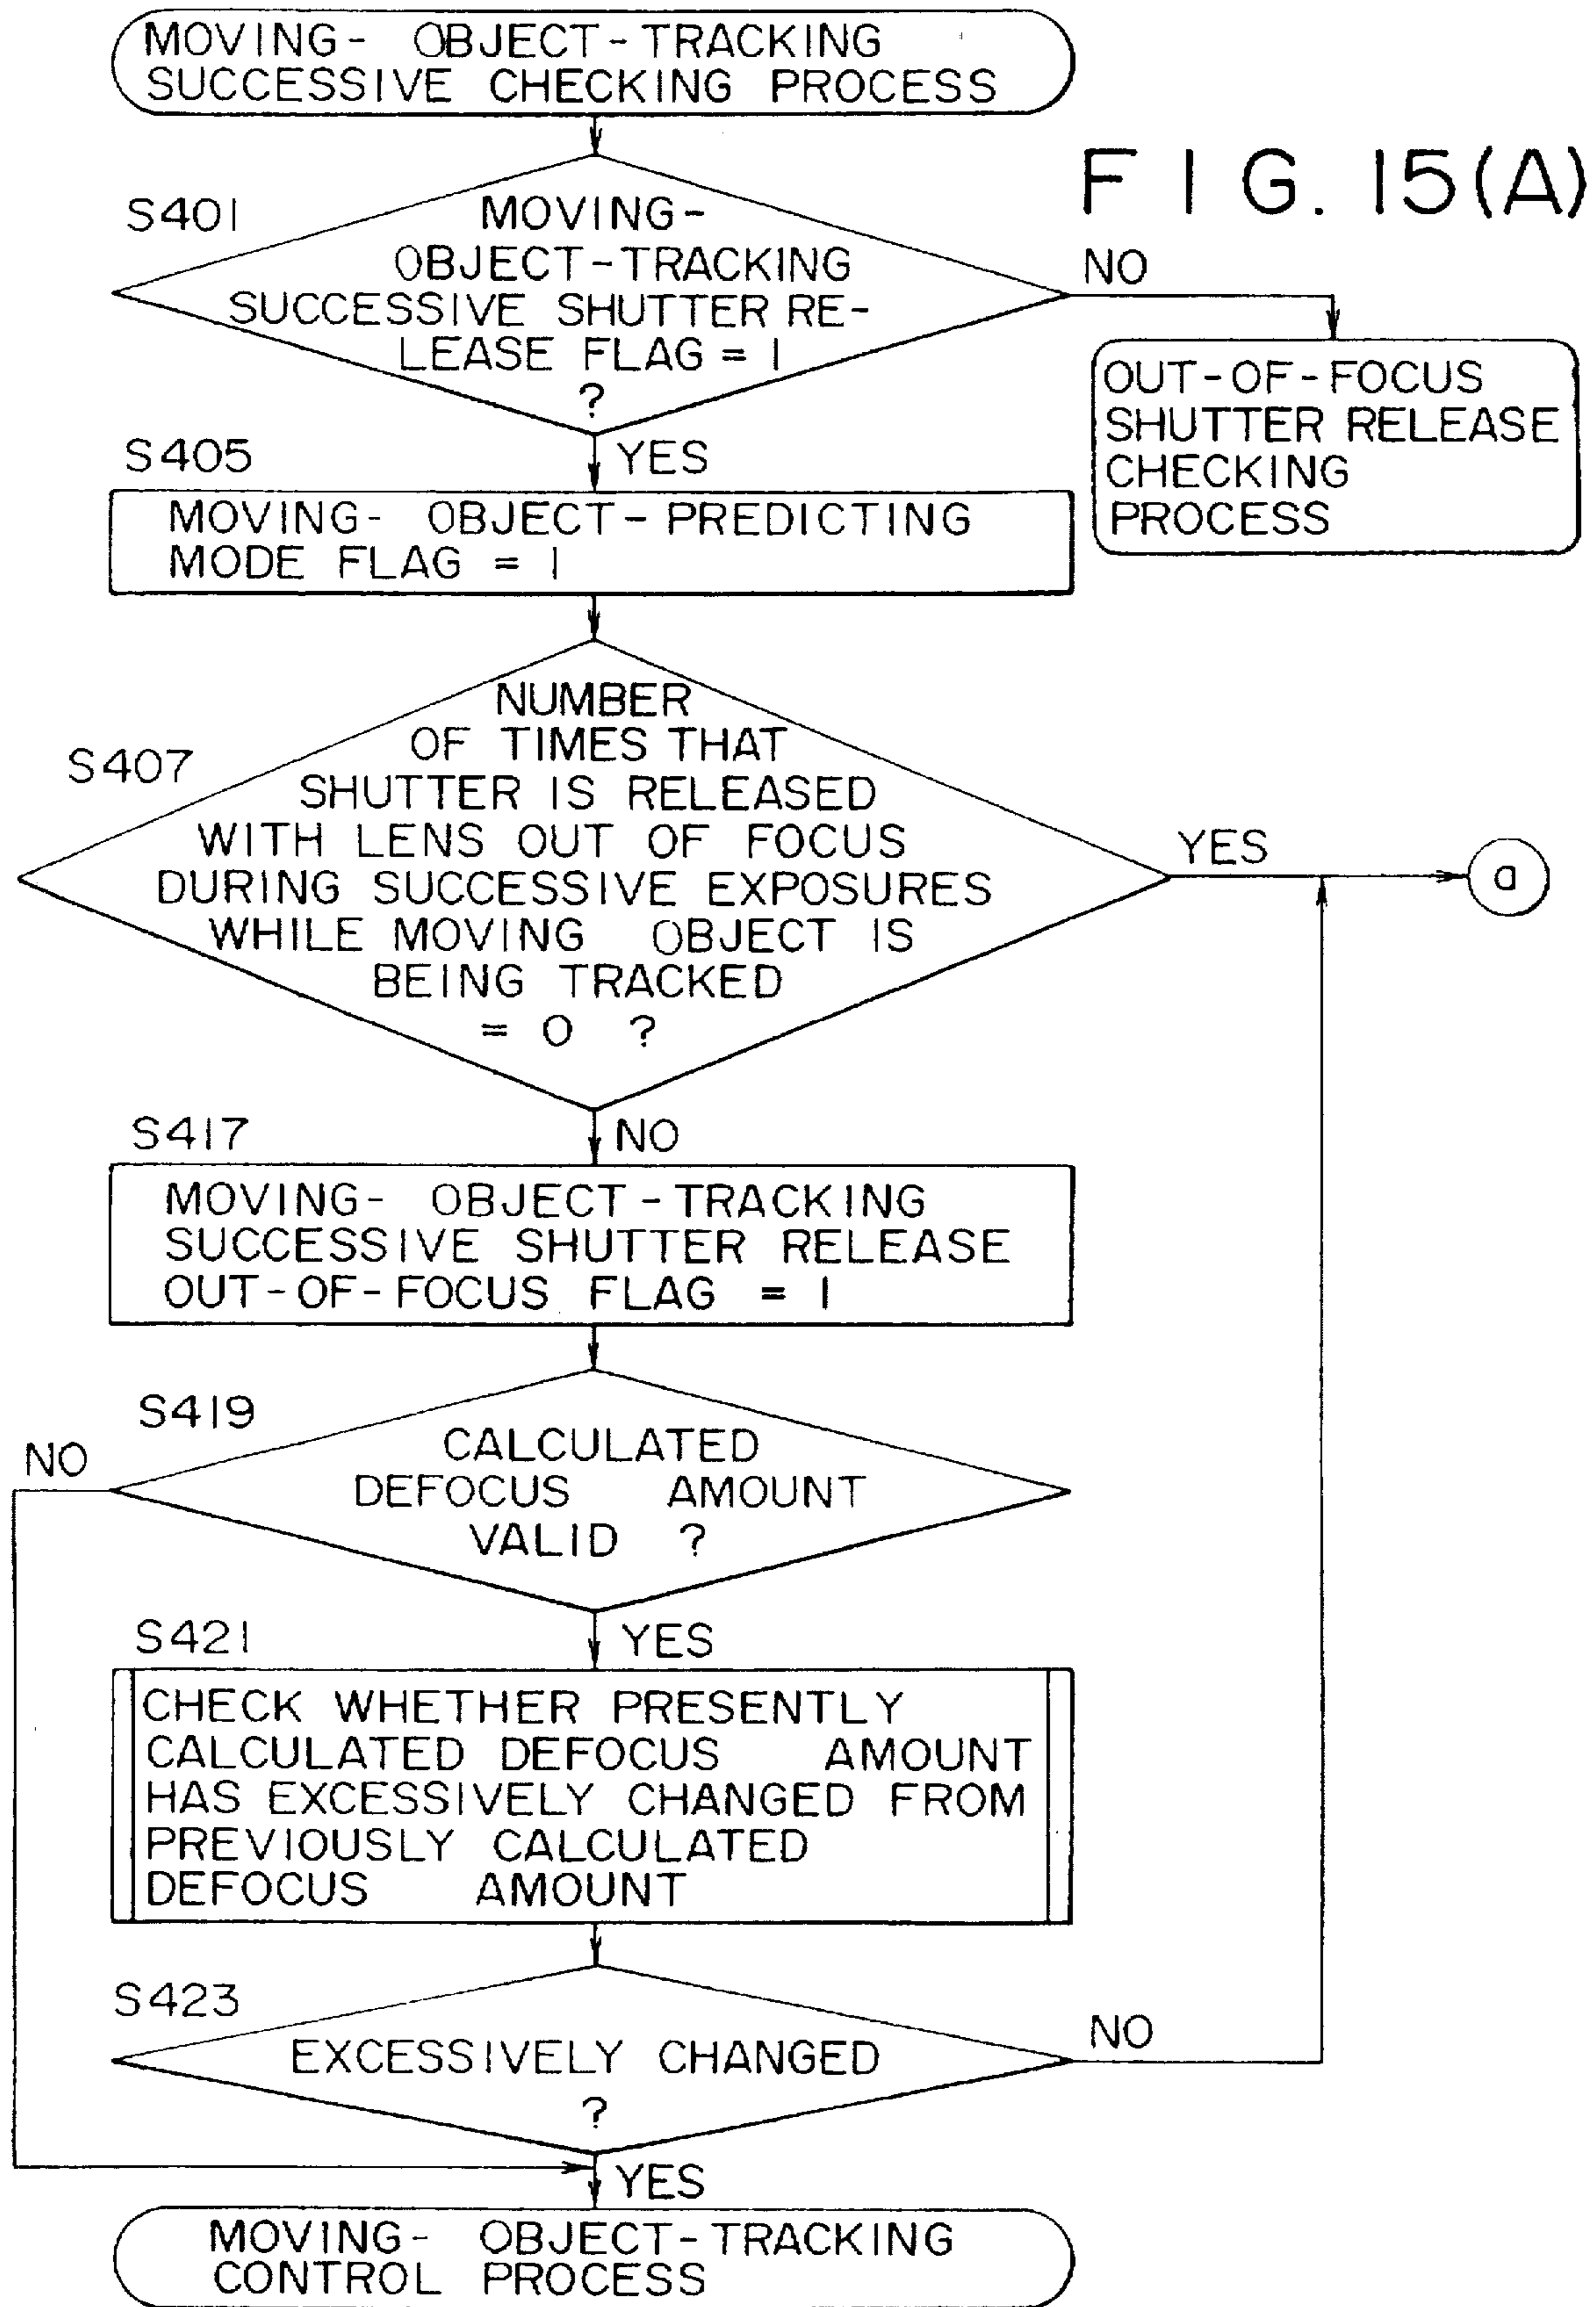 MOVING- OBJECT-TRACKING
SUCCESSIVE CHECKING PROCESS
FIG. 15(A)
S401
MOVING-
OBJECT-TRACKING
SUCCESSIVE SHUTTER RE-
LEASE FLAG = 1
?
NO
OUT-OF-FOCUS
SHUTTER RELEASE
CHECKING
PROCESS
YES
S405
MOVING- OBJECT-PREDICTING
MODE FLAG = 1
S407
NUMBER
OF TIMES THAT
SHUTTER IS RELEASED
WITH LENS OUT OF FOCUS
DURING SUCCESSIVE EXPOSURES
WHILE MOVING OBJECT IS
BEING TRACKED
= 0 ?
YES
a
NO
S417
MOVING- OBJECT-TRACKING
SUCCESSIVE SHUTTER RELEASE
OUT-OF-FOCUS FLAG = 1
S419
NO
CALCULATED
DEFOCUS AMOUNT
VALID ?
YES
S421
CHECK WHETHER PRESENTLY
CALCULATED DEFOCUS AMOUNT
HAS EXCESSIVELY CHANGED FROM
PREVIOUSLY CALCULATED
DEFOCUS AMOUNT
S423
EXCESSIVELY CHANGED
?
NO
YES
MOVING- OBJECT-TRACKING
CONTROL PROCESS